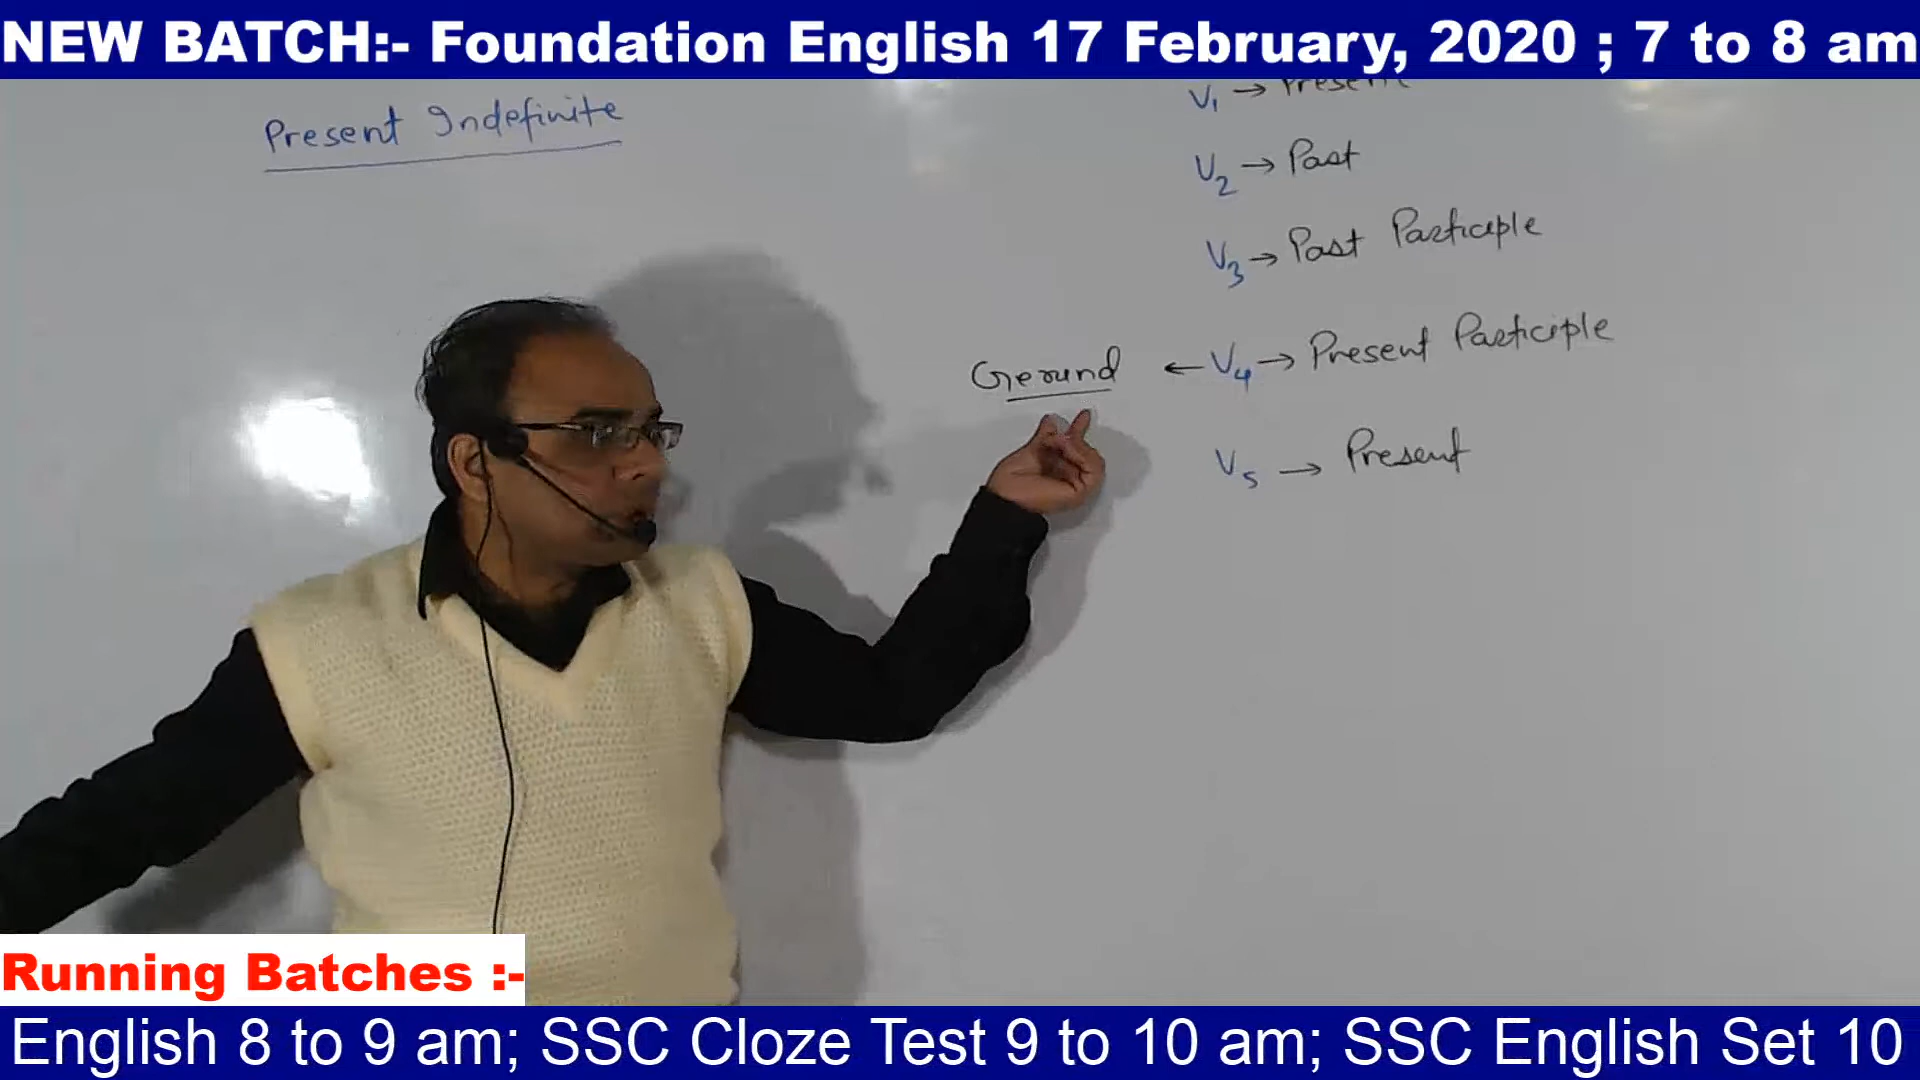 NEW BATCH:- Foundation English 17 February, 2020 ; 7 to 8 am
Present Indefinite
V1 → Present
V2 → Past
V3 → Past Participle
Gerund ← V4 → Present Participle
V5 → Present
Running Batches :-
English 8 to 9 am; SSC Cloze Test 9 to 10 am; SSC English Set 10